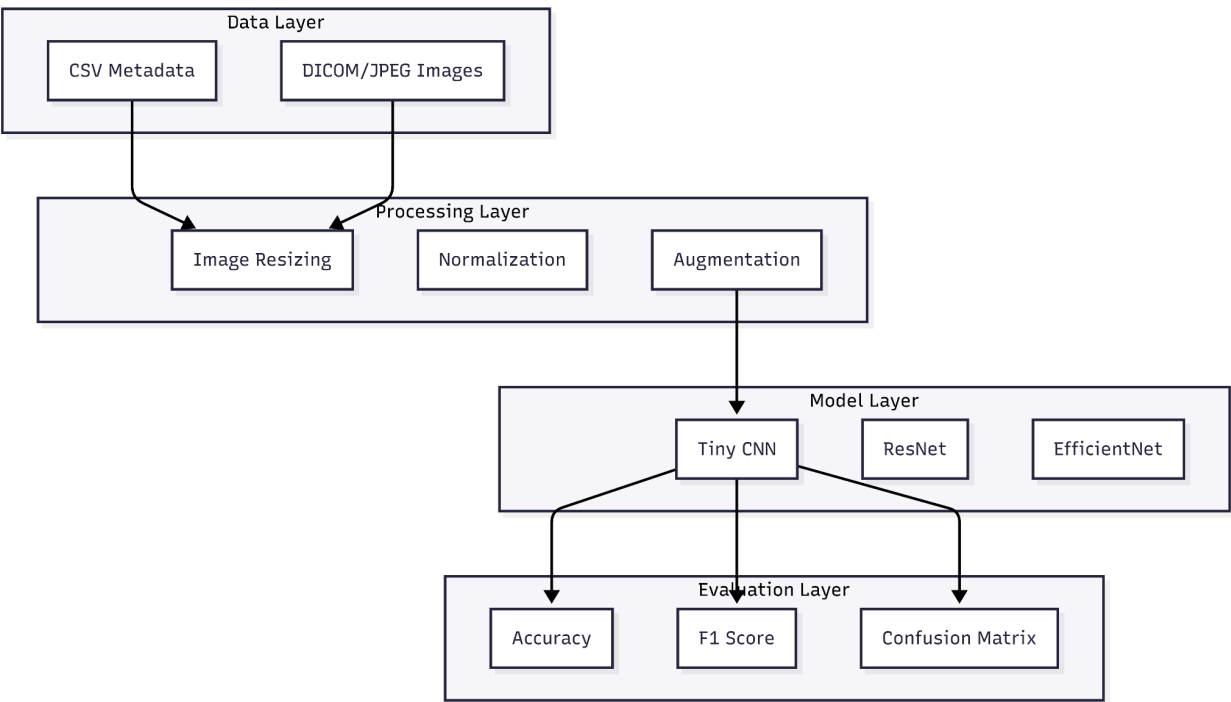 Data Layer
CSV Metadata
DICOM/JPEG Images
Processing Layer
Image Resizing
Normalization
Augmentation
Model Layer
Tiny CNN
ResNet
EfficientNet
Evaluation Layer
Accuracy
F1 Score
Confusion Matrix